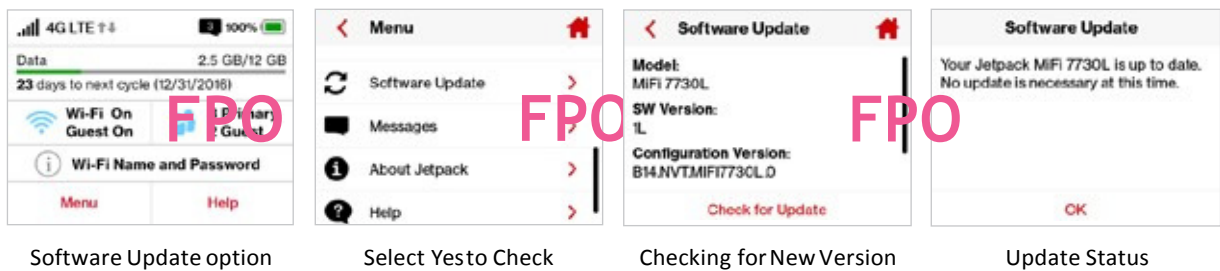 4G LTE
3 100%
Data 2.5 GB/12 GB
23 days to next cycle (12/31/2016)
Wi-Fi On
Guest On
Primary
2 Guest
FPO
Wi-Fi Name and Password
Menu Help
Software Update option
Menu
Software Update
Messages
About Jetpack
Help
FPO
Select Yes to Check
Software Update
Model:
MiFi 7730L
SW Version:
1L
Configuration Version:
B14.NVT.MIFI7730L.0
Check for Update
FPO
Checking for New Version
Software Update
Your Jetpack MiFi 7730L is up to date.
No update is necessary at this time.
OK
Update Status